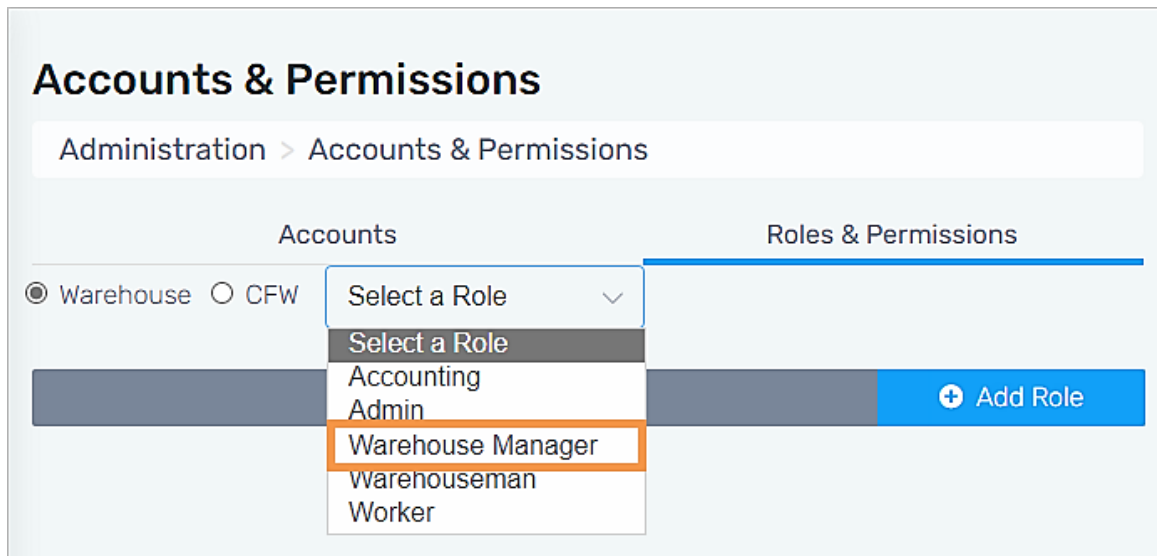 Accounts & Permissions
Administration > Accounts & Permissions
Accounts Roles & Permissions
Warehouse CFW Select a Role
Select a Role
Accounting
Admin
Add Role
Warehouse Manager
Warehouseman
Worker